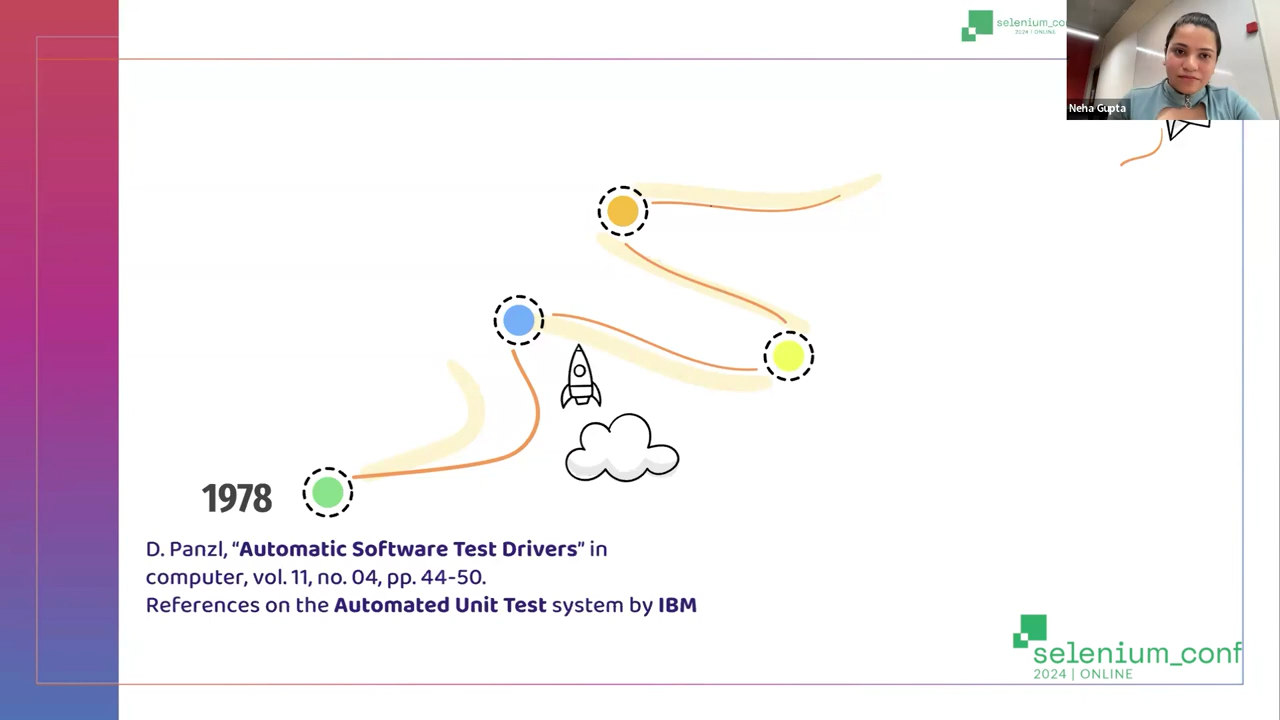 selenium_co
2024 | ONLINE
Neha Gupta
1978
D. Panzl, “Automatic Software Test Drivers” in
computer, vol. 11, no. 04, pp. 44-50.
References on the Automated Unit Test system by IBM
selenium_conf
2024 | ONLINE